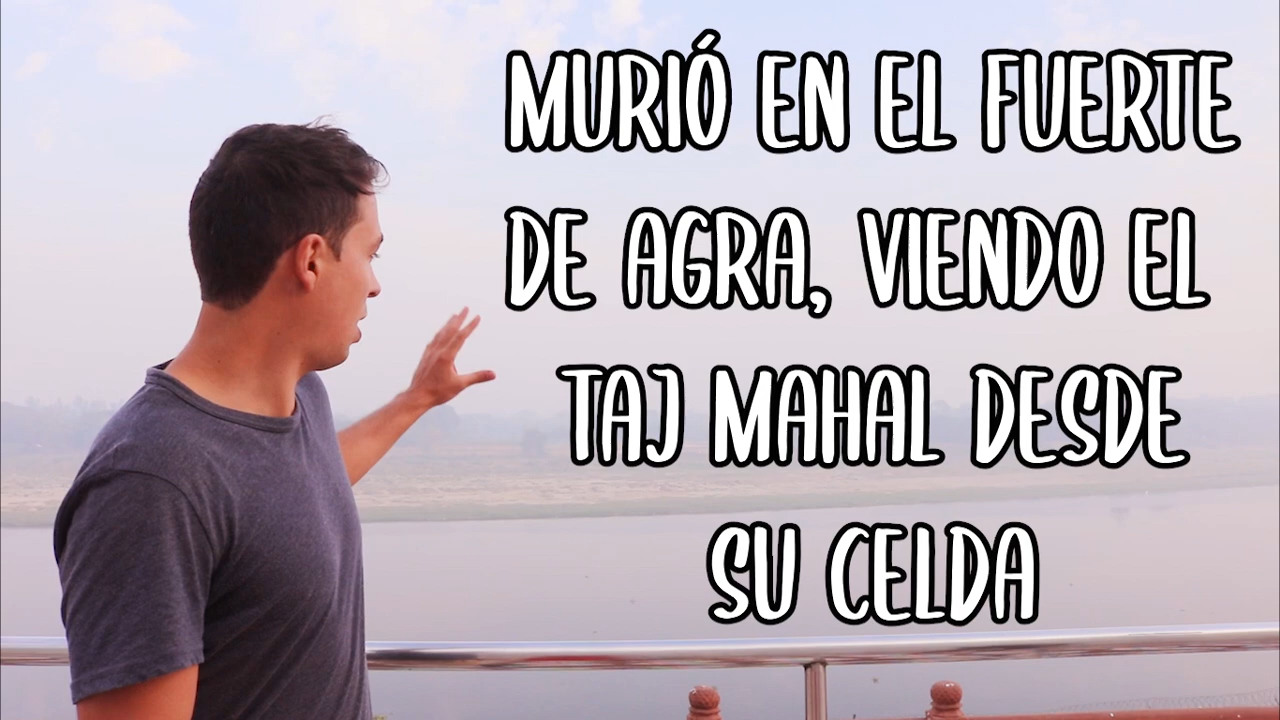 MURIÓ EN EL FUERTE
DE AGRA, VIENDO EL
TAJ MAHAL DESDE
SU CELDA